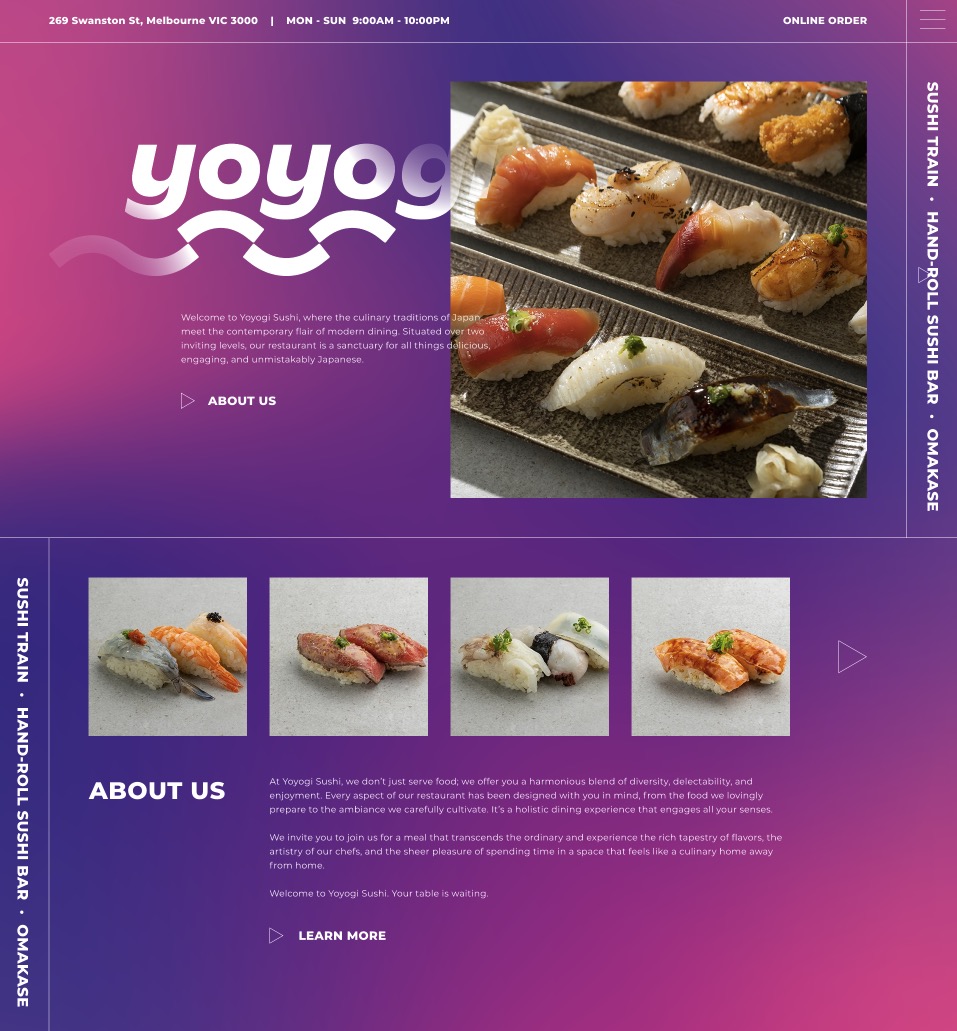 269 Swanston St, Melbourne VIC 3000 | MON - SUN 9:00AM - 10:00PM
ONLINE ORDER
yoyog
Welcome to Yoyogi Sushi, where the culinary traditions of Japan
meet the contemporary flair of modern dining. Situated over two
inviting levels, our restaurant is a sanctuary for all things delicious,
engaging, and unmistakably Japanese.
ABOUT US
SUSHI TRAIN • HAND-ROLL SUSHI BAR • OMAKASE
SUSHI TRAIN • HAND-ROLL SUSHI BAR • OMAKASE
ABOUT US
At Yoyogi Sushi, we don’t just serve food; we offer you a harmonious blend of diversity, delectability, and
enjoyment. Every aspect of our restaurant has been designed with you in mind, from the food we lovingly
prepare to the ambiance we carefully cultivate. It’s a holistic dining experience that engages all your senses.
We invite you to join us for a meal that transcends the ordinary and experience the rich tapestry of flavors, the
artistry of our chefs, and the sheer pleasure of spending time in a space that feels like a culinary home away
from home.
Welcome to Yoyogi Sushi. Your table is waiting.
LEARN MORE